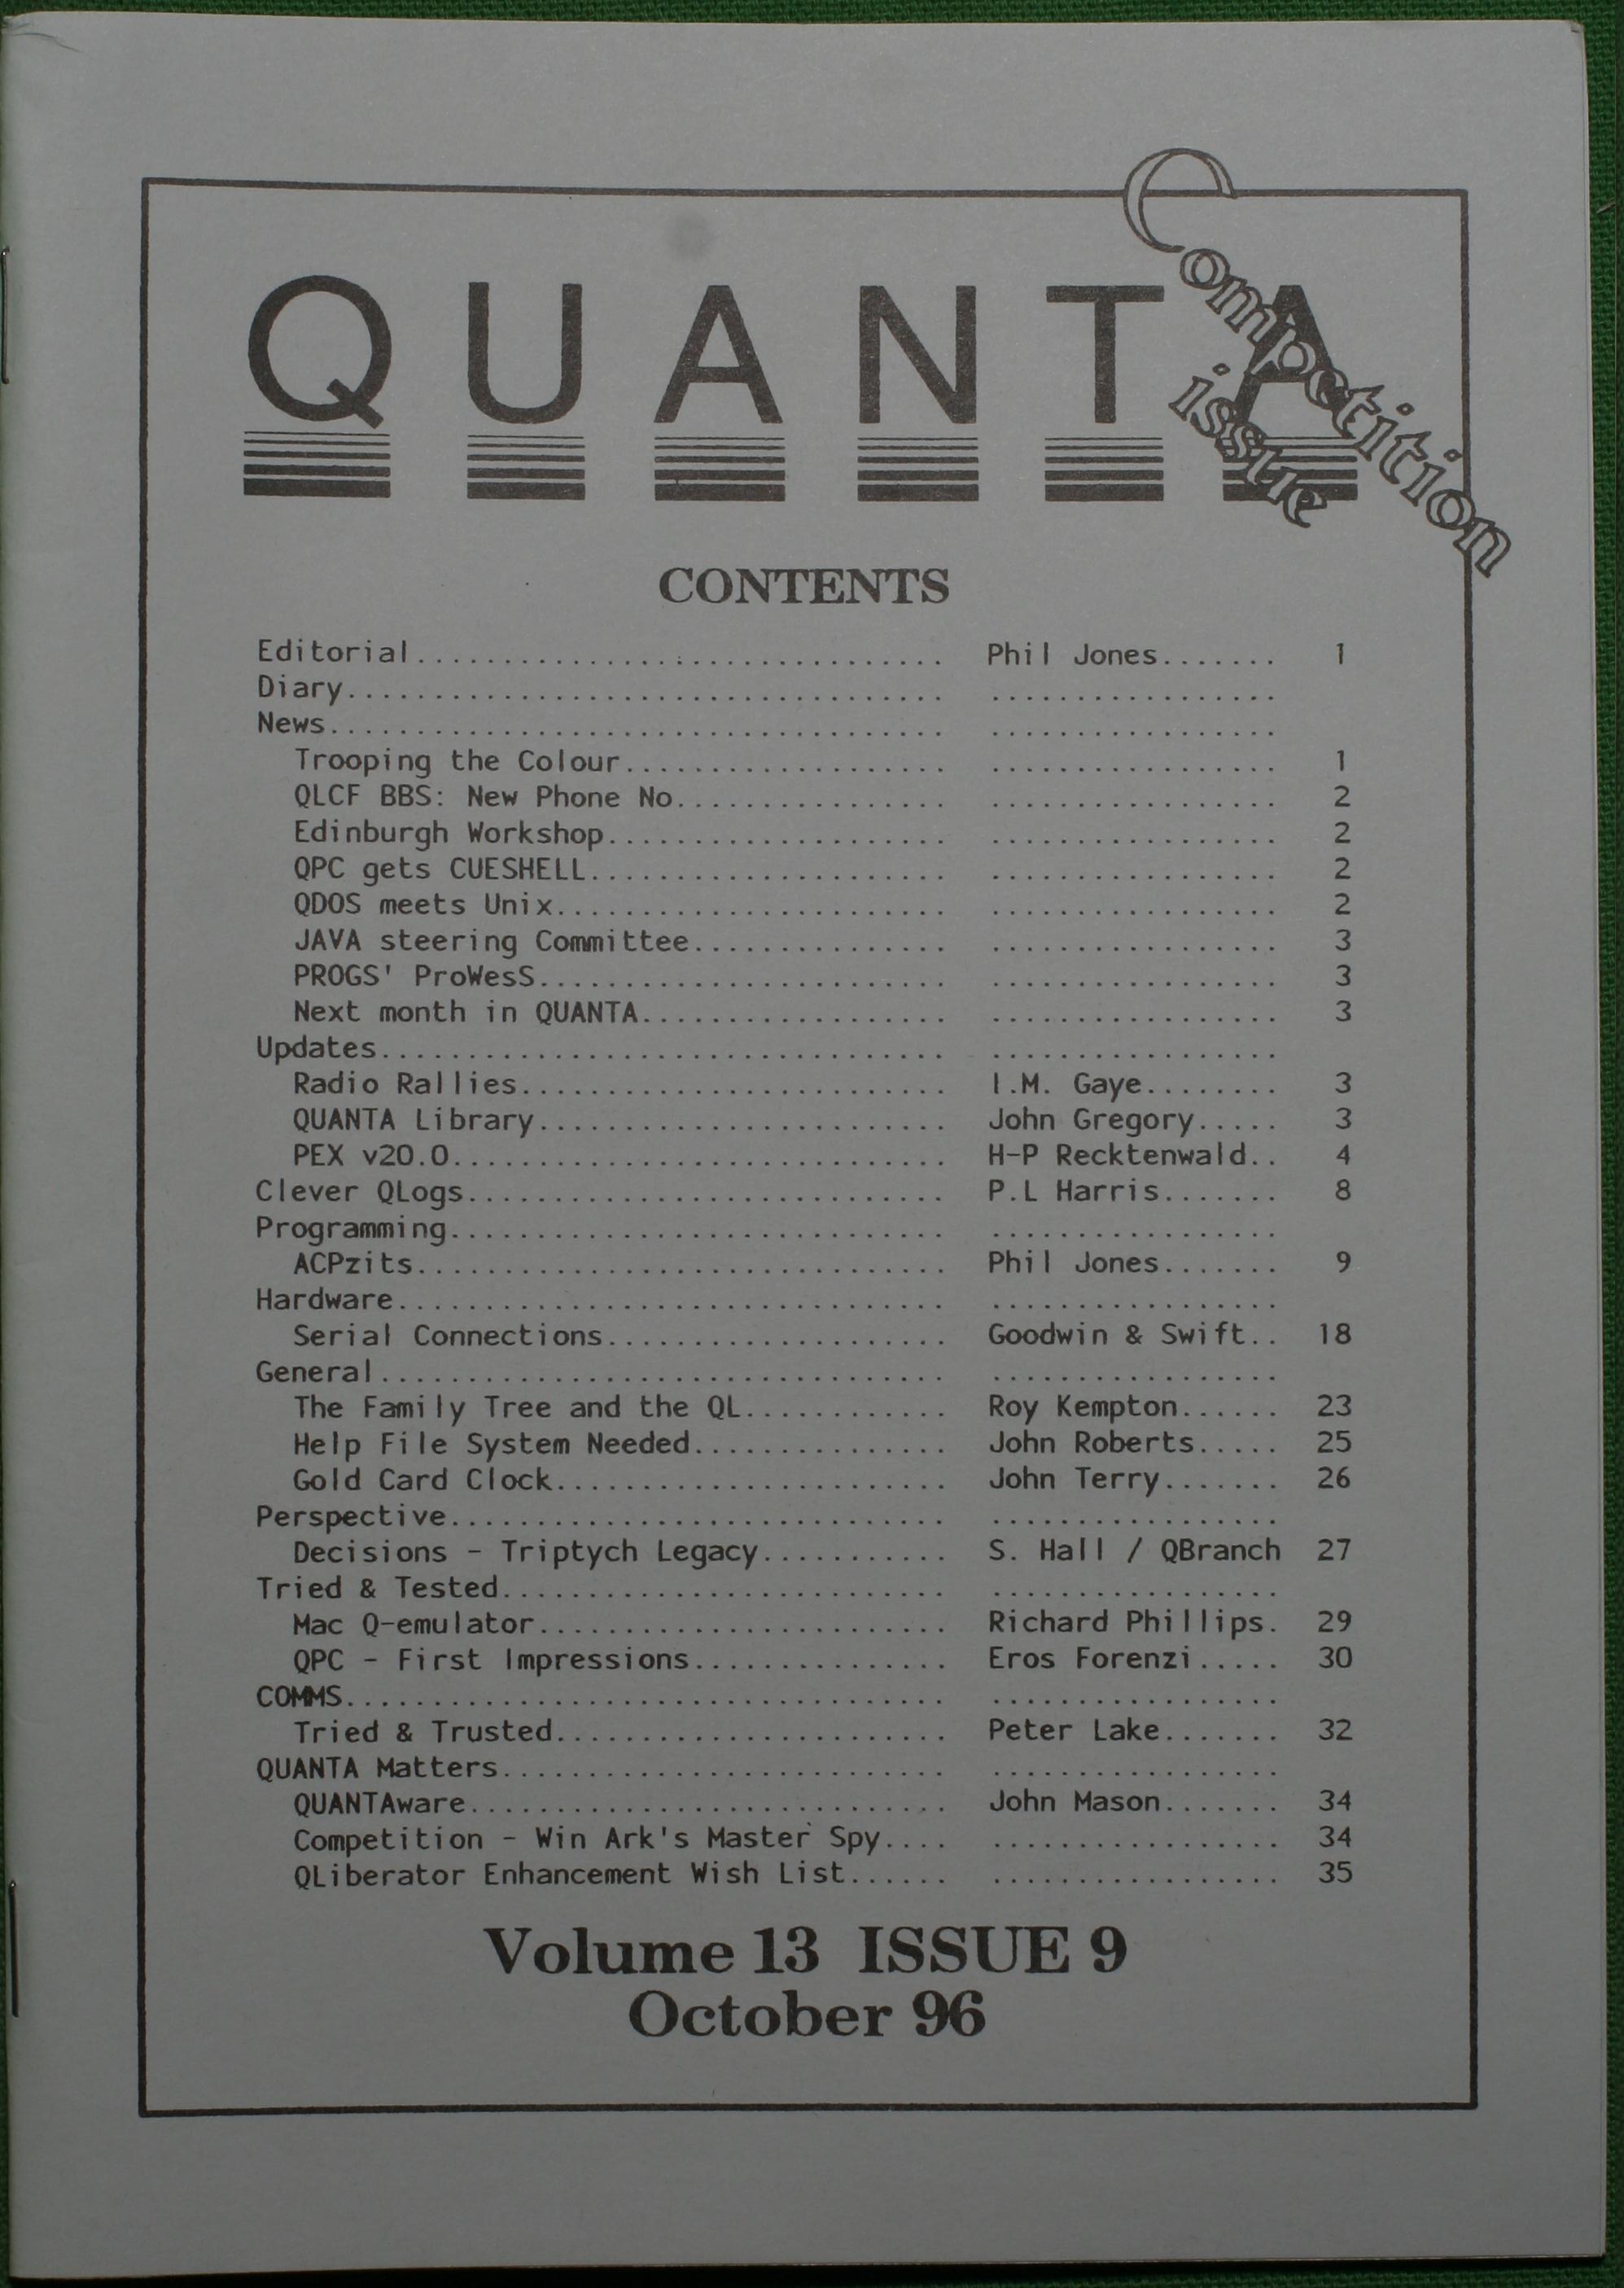 QUANTA
Competition
issue
CONTENTS
Editorial............................... Phil Jones....... 1
Diary................................... .................
News.................................... .................
Trooping the Colour................... ................. 1
QLCF BBS: New Phone No................ ................. 2
Edinburgh Workshop.................... ................. 2
QPC gets CUESHELL..................... ................. 2
QDOS meets Unix....................... ................. 2
JAVA steering Committee............... ................. 3
PROGS' ProWesS........................ ................. 3
Next month in QUANTA.................. ................. 3
Updates................................. .................
Radio Rallies......................... I.M. Gaye........ 3
QUANTA Library........................ John Gregory..... 3
PEX v20.0............................. H-P Recktenwald.. 4
Clever QLogs............................ P.L Harris....... 8
Programming............................. .................
ACPzits............................... Phil Jones....... 9
Hardware................................ .................
Serial Connections.................... Goodwin & Swift.. 18
General................................. .................
The Family Tree and the QL............ Roy Kempton...... 23
Help File System Needed............... John Roberts..... 25
Gold Card Clock....................... John Terry....... 26
Perspective............................. .................
Decisions - Triptych Legacy........... S. Hall / QBranch 27
Tried & Tested.......................... .................
Mac Q-emulator........................ Richard Phillips. 29
QPC - First Impressions............... Eros Forenzi..... 30
COMMS................................... .................
Tried & Trusted....................... Peter Lake....... 32
QUANTA Matters.......................... .................
QUANTAware............................ John Mason....... 34
Competition - Win Ark's Master Spy.... ................. 34
QLiberator Enhancement Wish List...... ................. 35
Volume 13 ISSUE 9
October 96